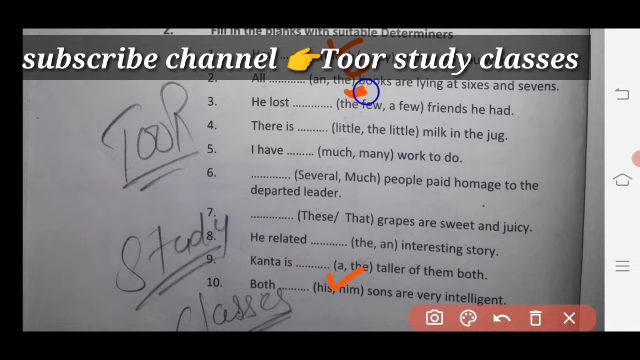 2. Fill in the blanks with suitable Determiners
subscribe channel 👉 Toor study classes
2. All ......... (an, the) books are lying at sixes and sevens.
3. He lost ............ (the few, a few) friends he had.
4. There is ......... (little, the little) milk in the jug.
5. I have ......... (much, many) work to do.
6. ............ (Several, Much) people paid homage to the
departed leader.
7. ............ (These/ That) grapes are sweet and juicy.
8. He related ........... (the, an) interesting story.
9. Kanta is .......... (a, the) taller of them both.
10. Both ......... (his, him) sons are very intelligent.
TOOR
Study
Classes